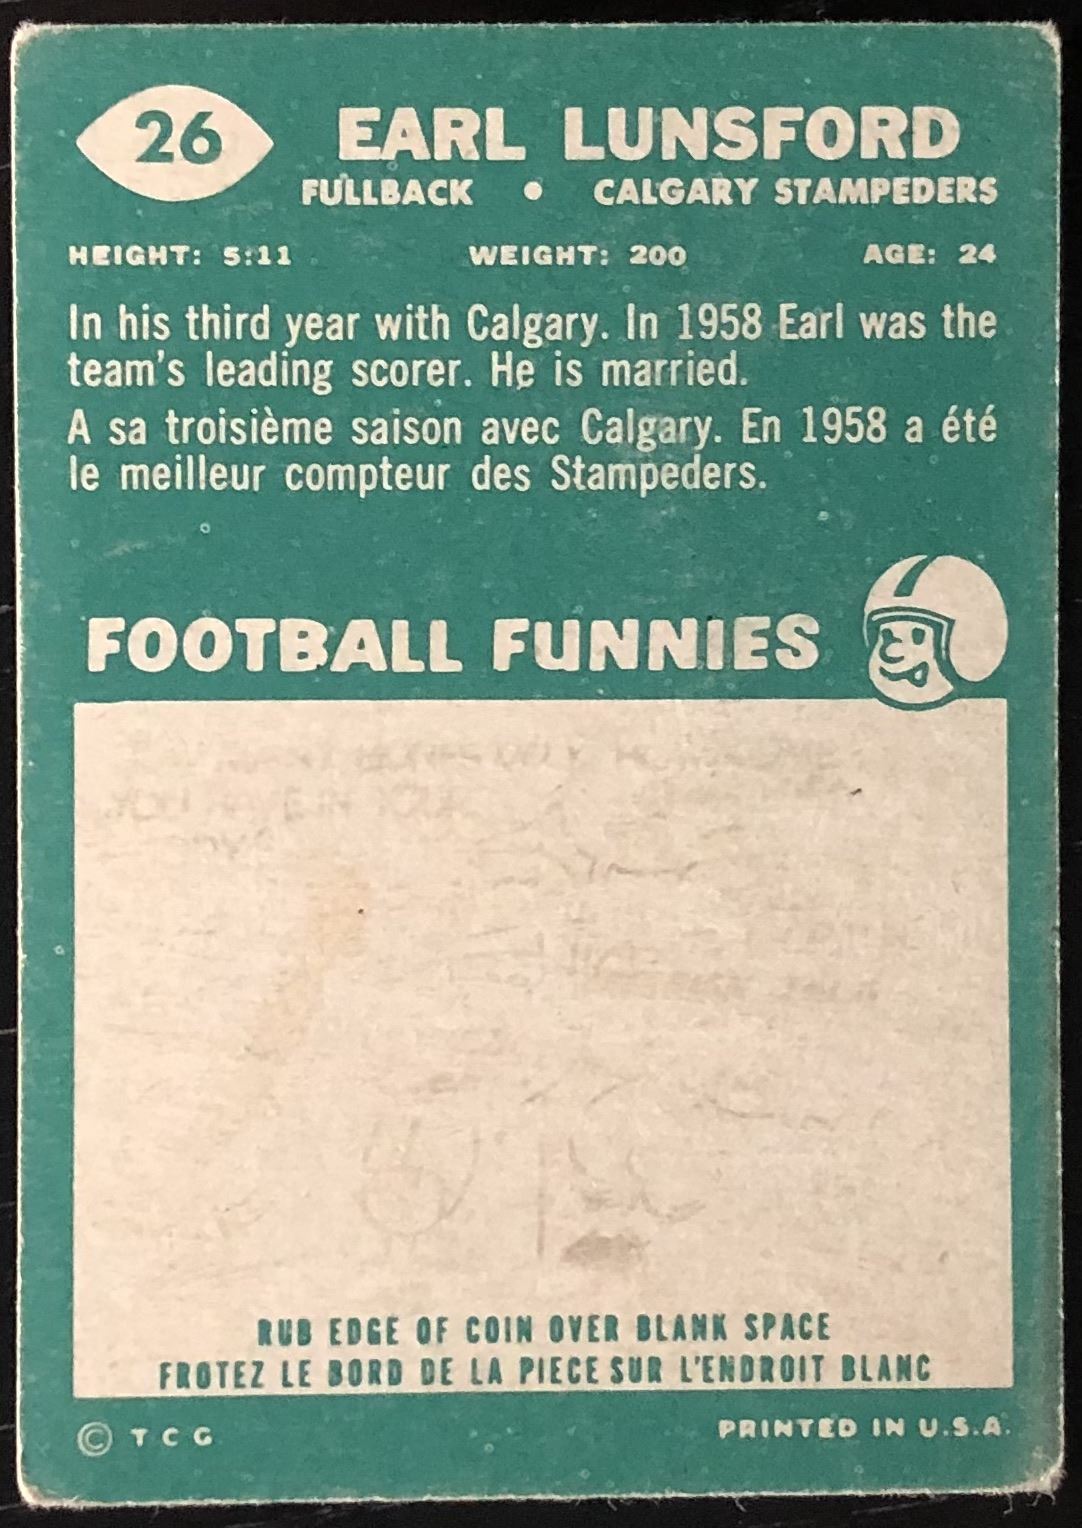 26
EARL LUNSFORD
FULLBACK • CALGARY STAMPEDERS
HEIGHT: 5:11 WEIGHT: 200 AGE: 24
In his third year with Calgary. In 1958 Earl was the
team's leading scorer. He is married.
A sa troisième saison avec Calgary. En 1958 a été
le meilleur compteur des Stampeders.
FOOTBALL FUNNIES
RUB EDGE OF COIN OVER BLANK SPACE
FROTEZ LE BORD DE LA PIECE SUR L'ENDROIT BLANC
© T C G PRINTED IN U.S.A.